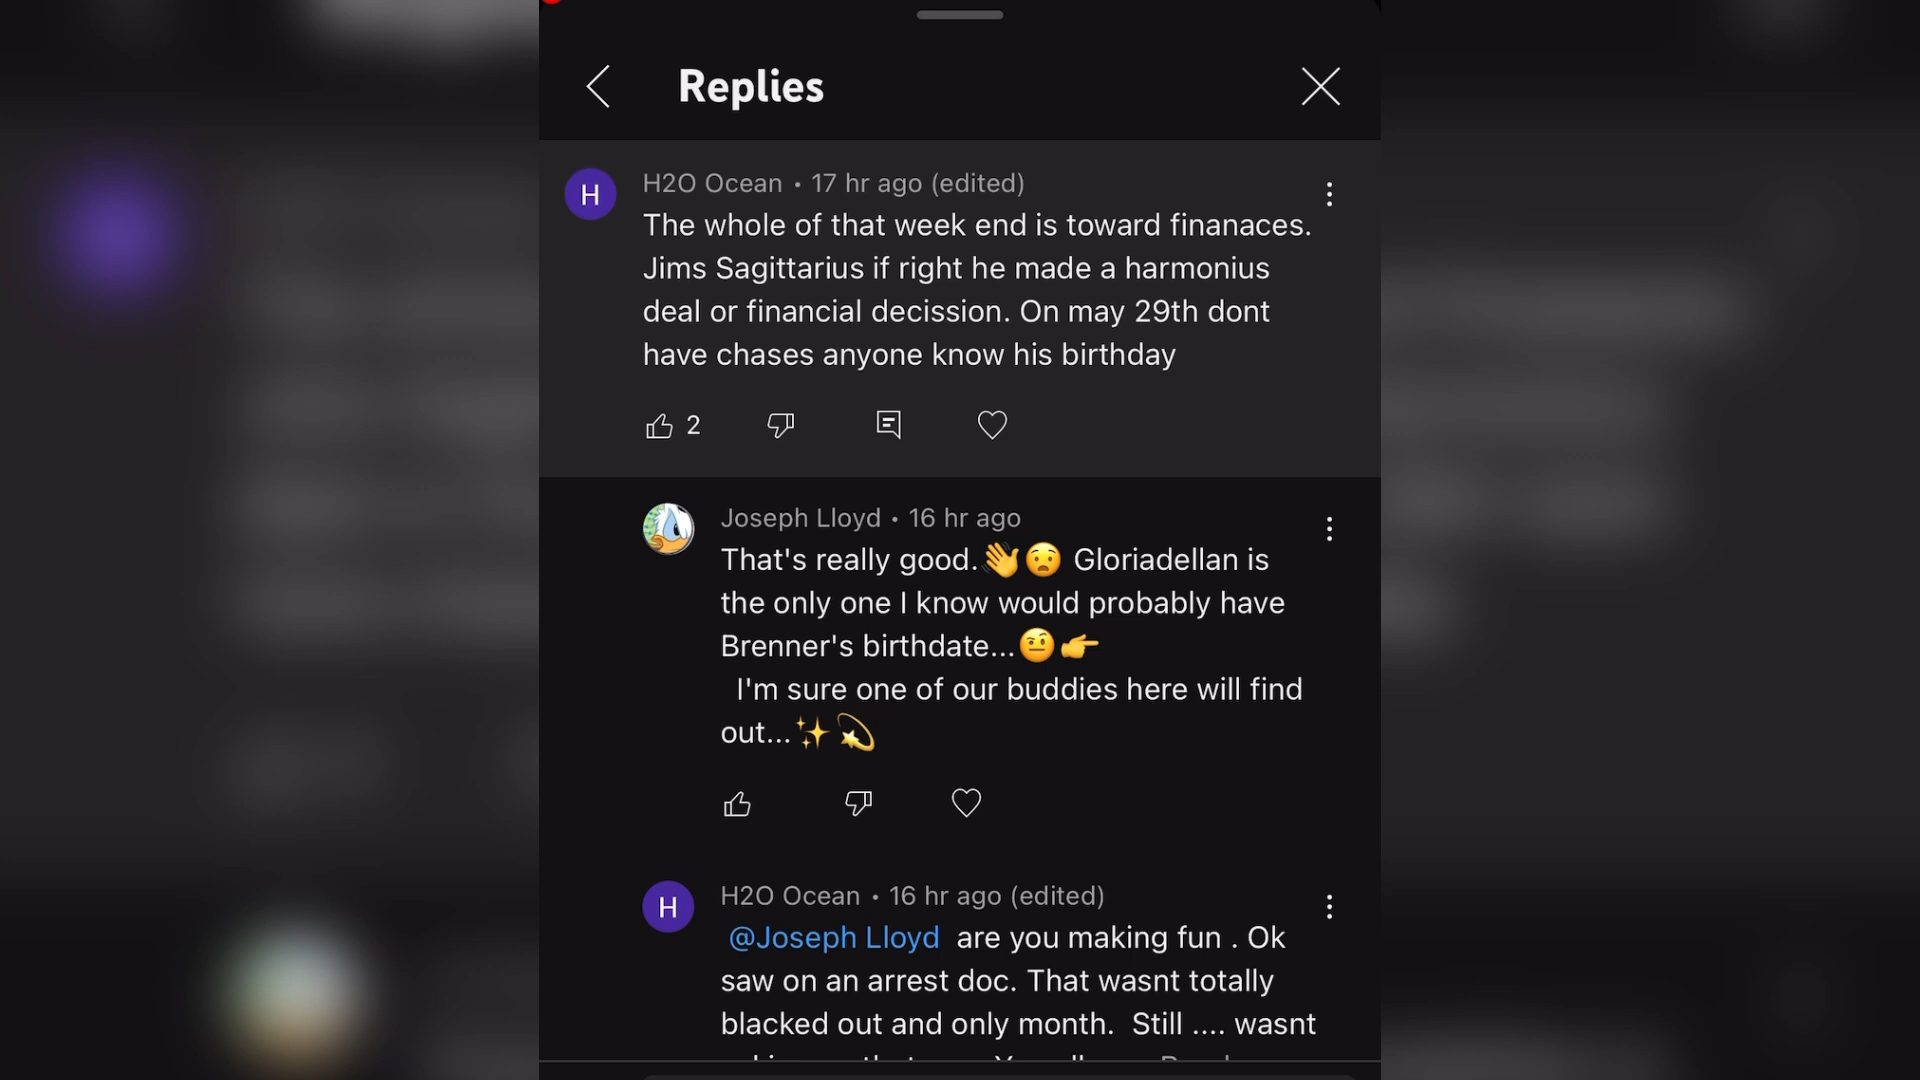 Replies
H
H2O Ocean • 17 hr ago (edited)
The whole of that week end is toward finanaces.
Jims Sagittarius if right he made a harmonius
deal or financial decission. On may 29th dont
have chases anyone know his birthday
2
Joseph Lloyd • 16 hr ago
That's really good.👋😧 Gloriadellan is
the only one I know would probably have
Brenner's birthdate...🤨👉
I'm sure one of our buddies here will find
out...✨💫
H
H2O Ocean • 16 hr ago (edited)
@Joseph Lloyd are you making fun . Ok
saw on an arrest doc. That wasnt totally
blacked out and only month. Still .... wasnt